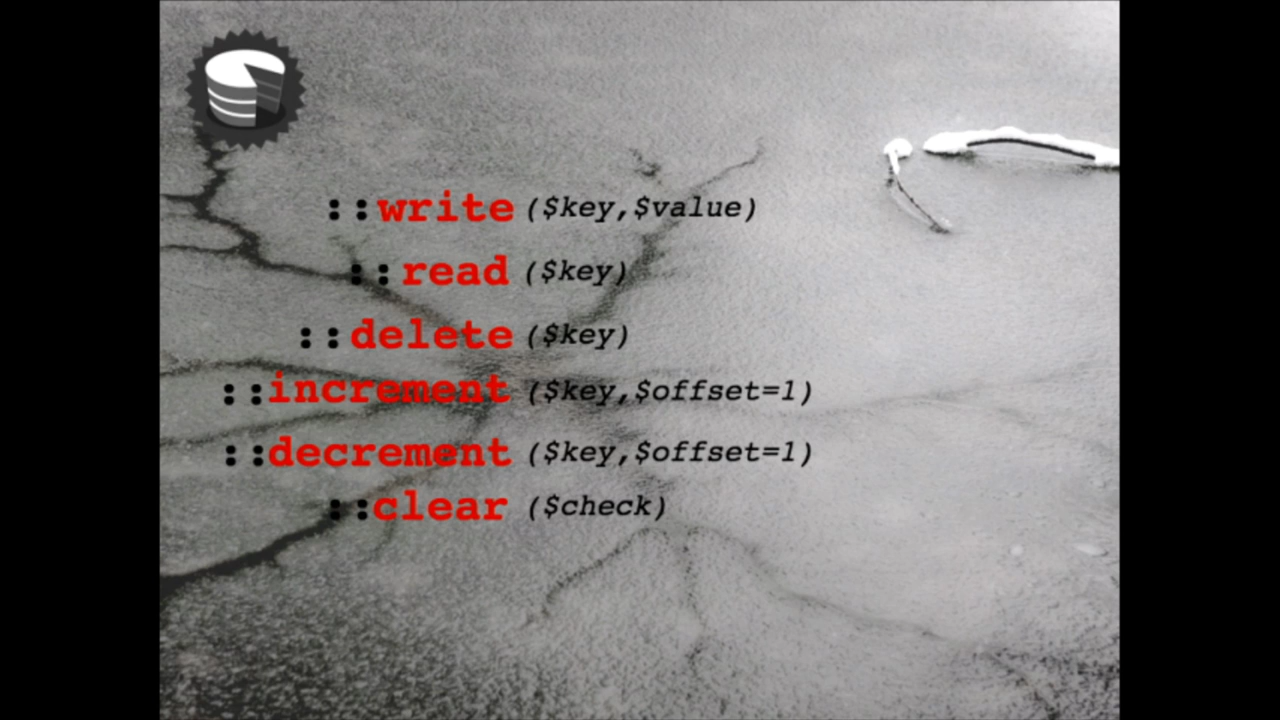 ::write ($key,$value)
::read ($key)
::delete ($key)
::increment ($key,$offset=1)
::decrement ($key,$offset=1)
::clear ($check)